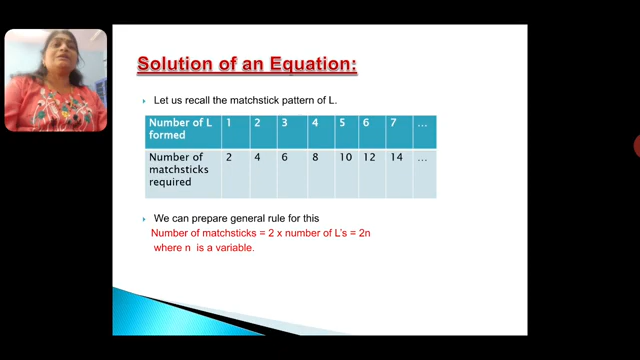 Solution of an Equation:
Let us recall the matchstick pattern of L.
Number of L formed 1 2 3 4 5 6 7 ...
Number of matchsticks required 2 4 6 8 10 12 14 ...
We can prepare general rule for this
Number of matchsticks = 2 x number of L's = 2n
where n is a variable.